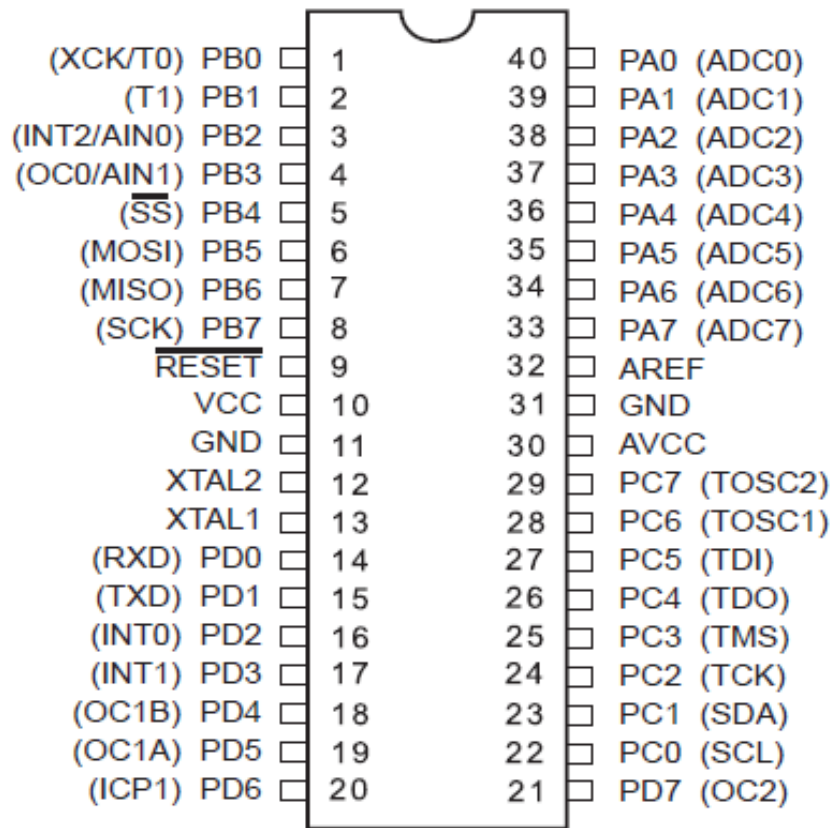 (XCK/T0) PB0 1 40 PA0 (ADC0)
(T1) PB1 2 39 PA1 (ADC1)
(INT2/AIN0) PB2 3 38 PA2 (ADC2)
(OC0/AIN1) PB3 4 37 PA3 (ADC3)
(SS) PB4 5 36 PA4 (ADC4)
(MOSI) PB5 6 35 PA5 (ADC5)
(MISO) PB6 7 34 PA6 (ADC6)
(SCK) PB7 8 33 PA7 (ADC7)
RESET 9 32 AREF
VCC 10 31 GND
GND 11 30 AVCC
XTAL2 12 29 PC7 (TOSC2)
XTAL1 13 28 PC6 (TOSC1)
(RXD) PD0 14 27 PC5 (TDI)
(TXD) PD1 15 26 PC4 (TDO)
(INT0) PD2 16 25 PC3 (TMS)
(INT1) PD3 17 24 PC2 (TCK)
(OC1B) PD4 18 23 PC1 (SDA)
(OC1A) PD5 19 22 PC0 (SCL)
(ICP1) PD6 20 21 PD7 (OC2)